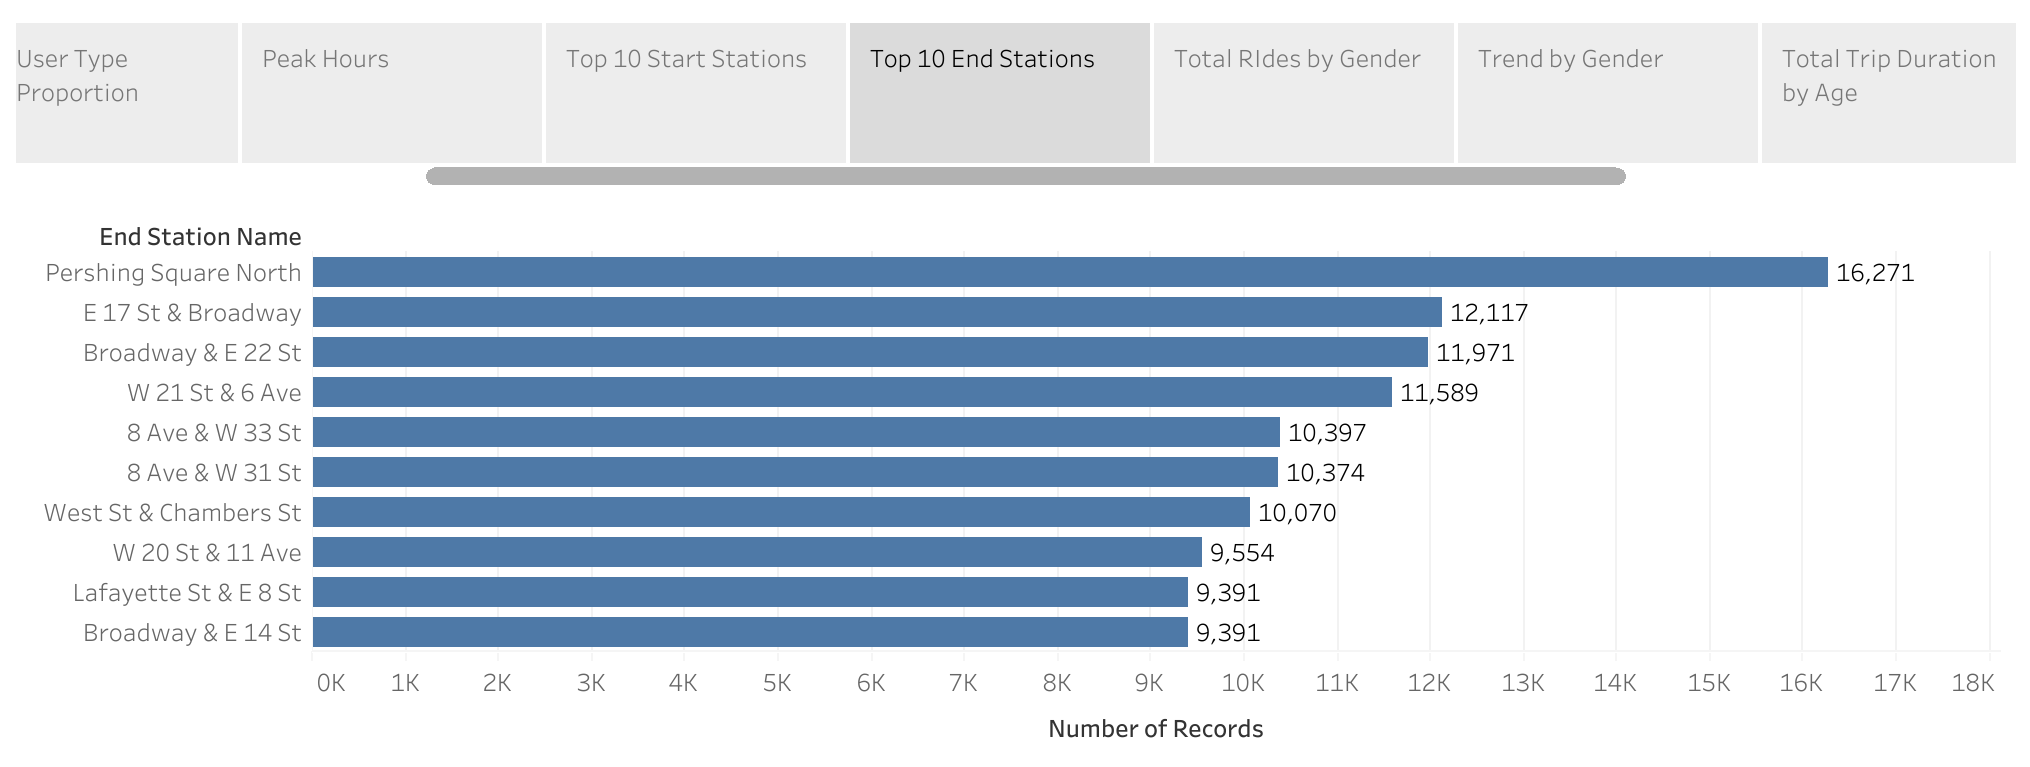 User Type
Proportion
Peak Hours
Top 10 Start Stations
Top 10 End Stations
Total RIdes by Gender
Trend by Gender
Total Trip Duration
by Age
End Station Name
Pershing Square North 16,271
E 17 St & Broadway 12,117
Broadway & E 22 St 11,971
W 21 St & 6 Ave 11,589
8 Ave & W 33 St 10,397
8 Ave & W 31 St 10,374
West St & Chambers St 10,070
W 20 St & 11 Ave 9,554
Lafayette St & E 8 St 9,391
Broadway & E 14 St 9,391
0K 1K 2K 3K 4K 5K 6K 7K 8K 9K 10K 11K 12K 13K 14K 15K 16K 17K 18K
Number of Records